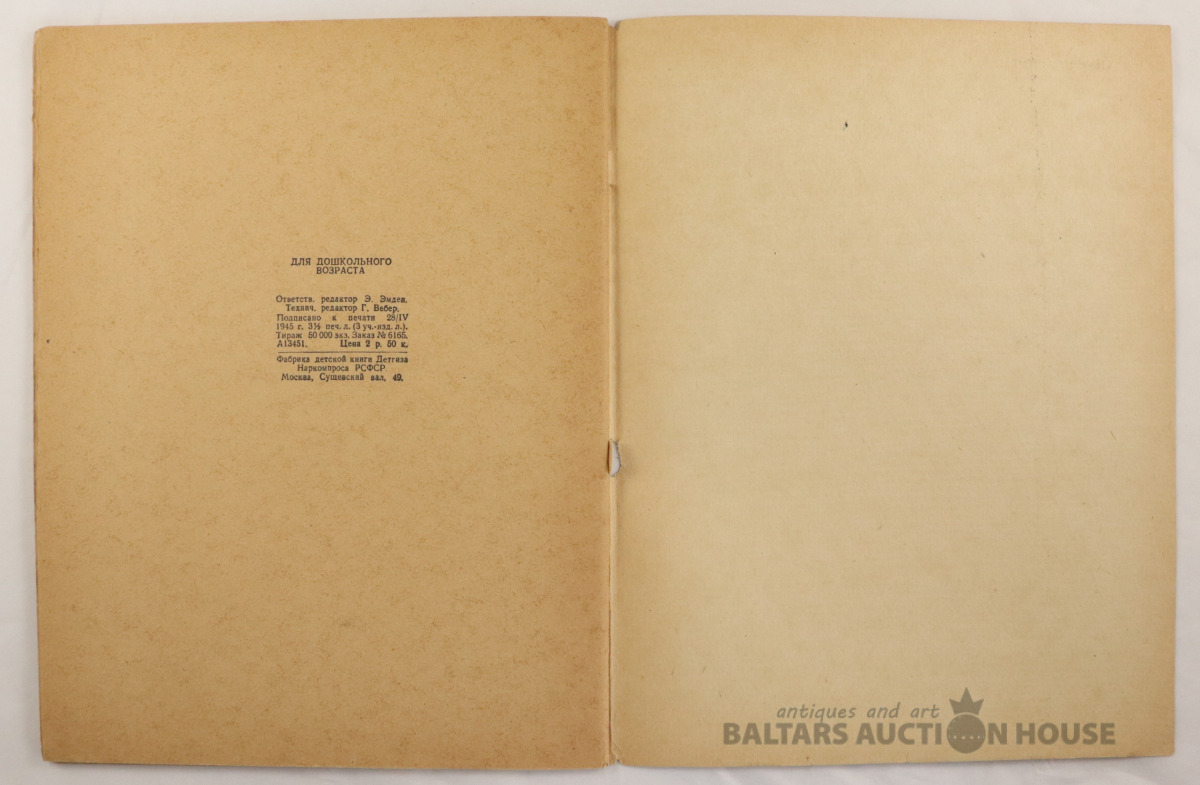 ДЛЯ ДОШКОЛЬНОГО
ВОЗРАСТА
Ответств. редактор Э. Эмден.
Технич. редактор Г. Вебер.
Подписано к печати 28/IV
1945 г. 3½ печ. л. (3 уч.-изд. л.).
Тираж 50 000 экз. Заказ № 6165.
А13451. Цена 2 р. 50 к.
Фабрика детской книги Детгиза
Наркомпроса РСФСР
Москва, Сущевский вал, 49.
antiques and art
BALTARS AUCTION HOUSE